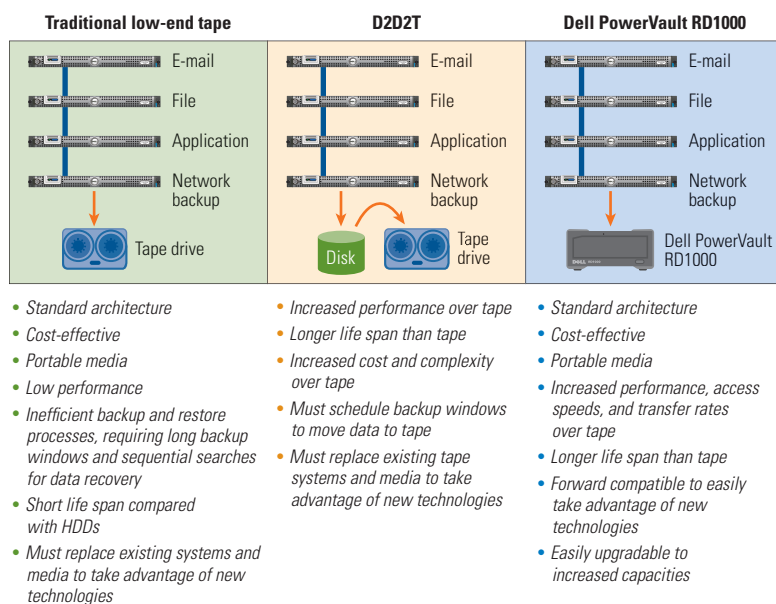 Traditional low-end tape
E-mail
File
Application
Network
backup
Tape drive
• Standard architecture
• Cost-effective
• Portable media
• Low performance
• Inefficient backup and restore
processes, requiring long backup
windows and sequential searches
for data recovery
• Short life span compared
with HDDs
• Must replace existing systems and
media to take advantage of new
technologies
D2D2T
E-mail
File
Application
Network
backup
Disk
Tape
drive
• Increased performance over tape
• Longer life span than tape
• Increased cost and complexity
over tape
• Must schedule backup windows
to move data to tape
• Must replace existing tape
systems and media to take
advantage of new technologies
Dell PowerVault RD1000
E-mail
File
Application
Network
backup
DELL
Dell PowerVault
RD1000
• Standard architecture
• Cost-effective
• Portable media
• Increased performance, access
speeds, and transfer rates
over tape
• Longer life span than tape
• Forward compatible to easily
take advantage of new
technologies
• Easily upgradable to
increased capacities